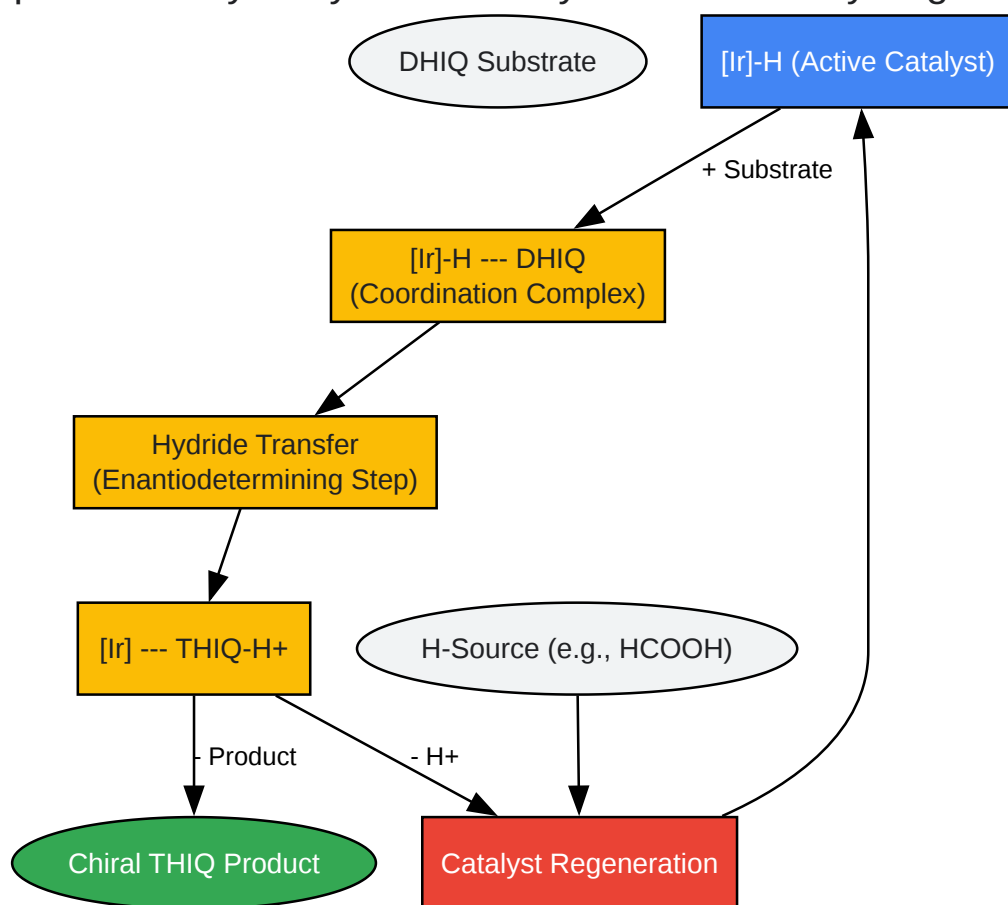 DHIQ Substrate
[Ir]-H (Active Catalyst)
+ Substrate
[Ir]-H --- DHIQ
(Coordination Complex)
Hydride Transfer
(Enantiodetermining Step)
[Ir] --- THIQ-H+
H-Source (e.g., HCOOH)
- Product
- H+
Chiral THIQ Product
Catalyst Regeneration